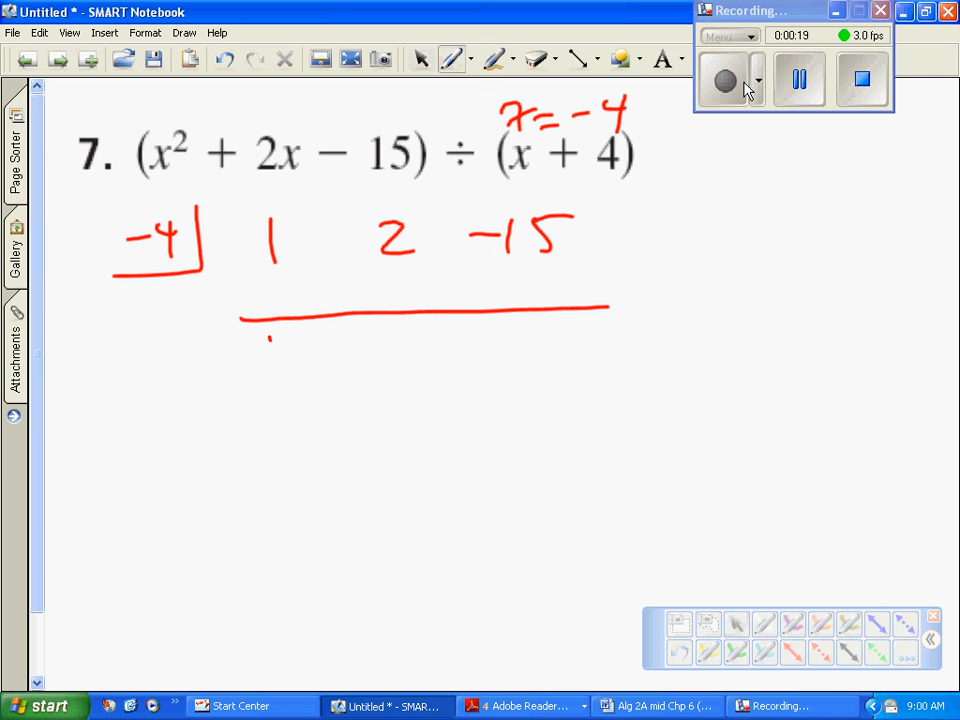 Untitled * - SMART Notebook
Recording...
File Edit View Insert Format Draw Help
Menu 0:00:19 3.0 fps
Page Sorter
Gallery
Attachments
7 = -4
7. (x² + 2x − 15) ÷ (x + 4)
-4 1 2 -15
start Start Center Untitled * - SMAR... 4 Adobe Reader... Alg 2A mid Chp 6 (... Recording... 9:00 AM